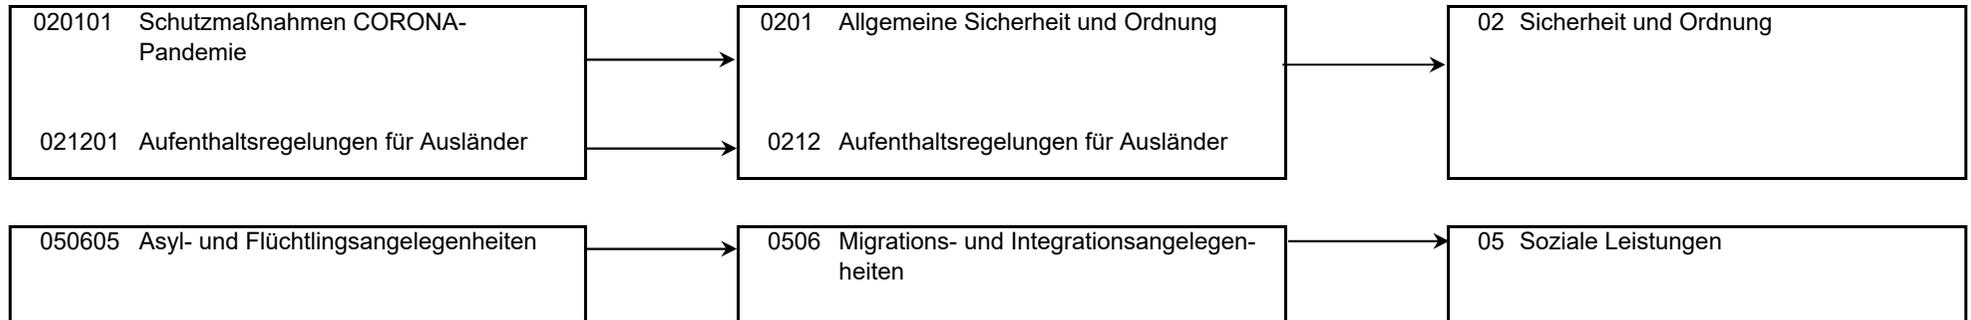 020101 Schutzmaßnahmen CORONA-
Pandemie
021201 Aufenthaltsregelungen für Ausländer
0201 Allgemeine Sicherheit und Ordnung
0212 Aufenthaltsregelungen für Ausländer
02 Sicherheit und Ordnung
050605 Asyl- und Flüchtlingsangelegenheiten
0506 Migrations- und Integrationsangelegen-
heiten
05 Soziale Leistungen